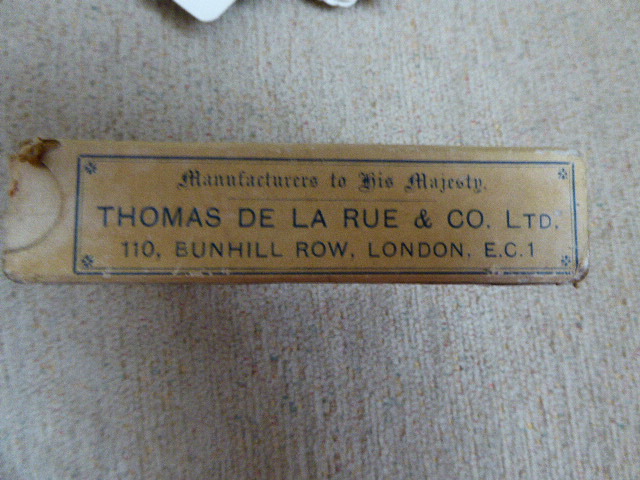 Manufacturers to His Majesty.
THOMAS DE LA RUE & CO. LTD.
110, BUNHILL ROW, LONDON, E.C.1